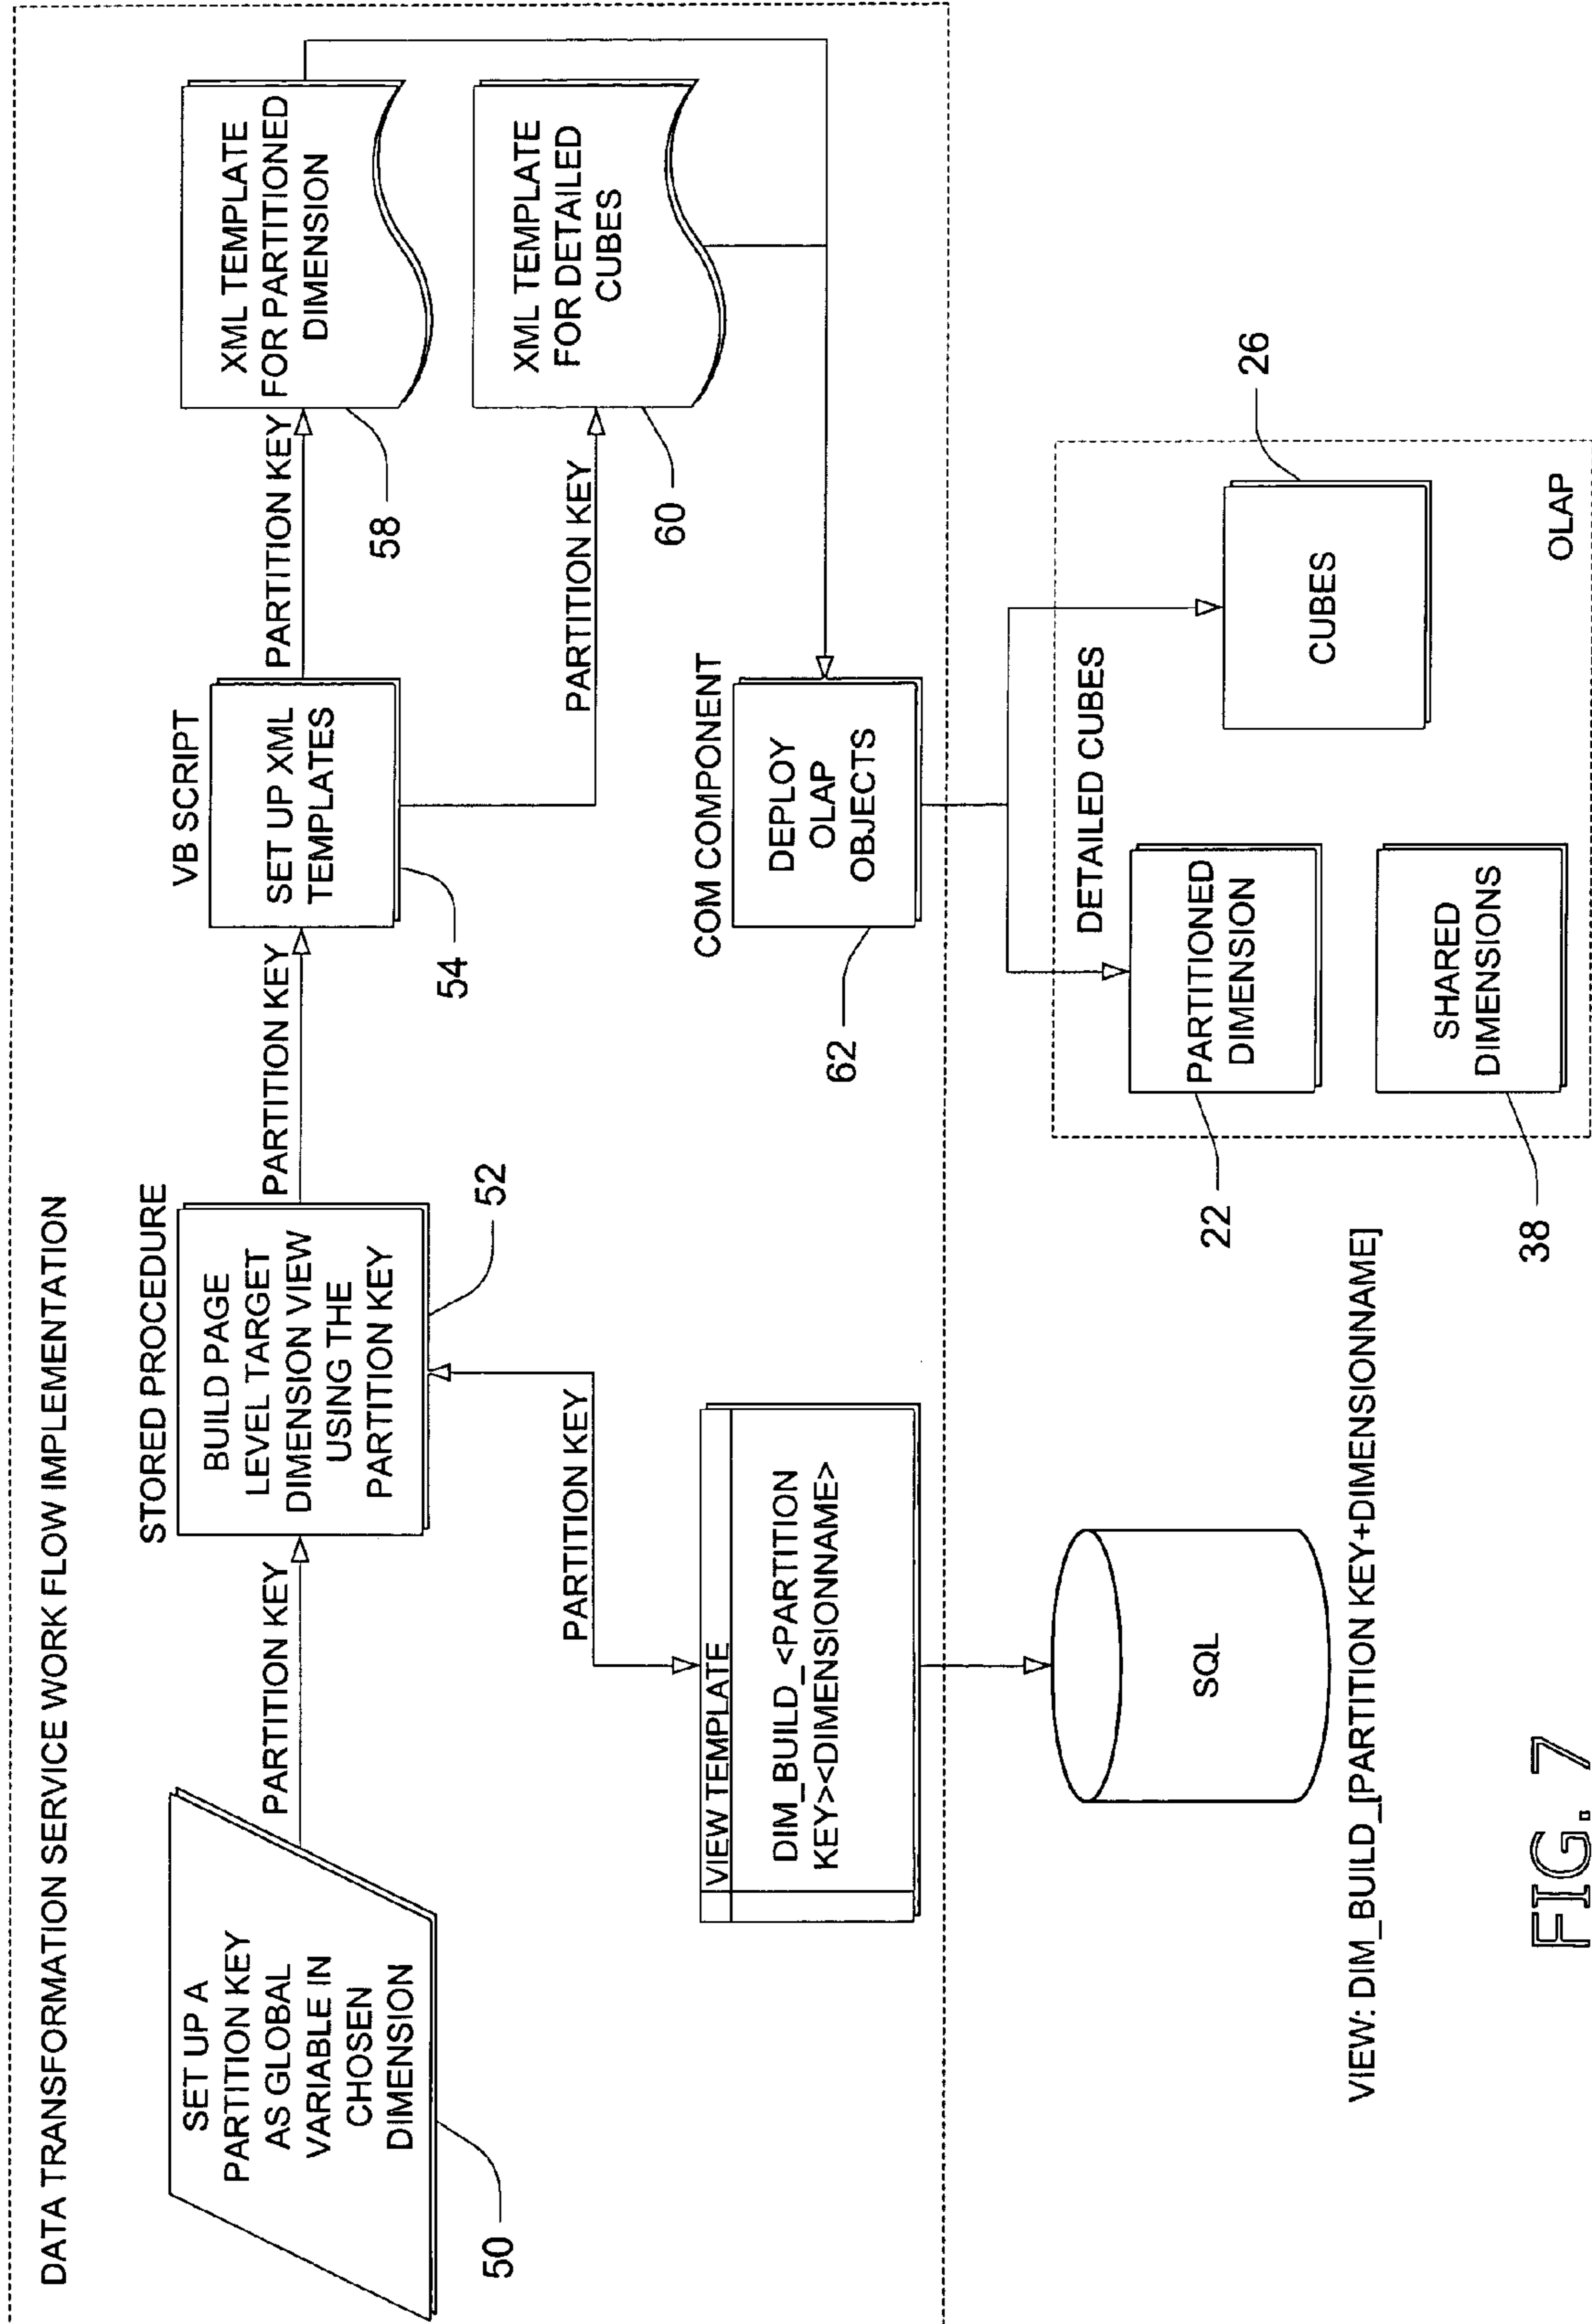 DATA TRANSFORMATION SERVICE WORK FLOW IMPLEMENTATION
SET UP A
PARTITION KEY
AS GLOBAL
VARIABLE IN
CHOSEN
DIMENSION
50
PARTITION KEY
STORED PROCEDURE
BUILD PAGE
LEVEL TARGET
DIMENSION VIEW
USING THE
PARTITION KEY
52
PARTITION KEY
VB SCRIPT
SET UP XML
TEMPLATES
54
PARTITION KEY
XML TEMPLATE
FOR PARTITIONED
DIMENSION
58
PARTITION KEY
XML TEMPLATE
FOR DETAILED
CUBES
60
PARTITION KEY
VIEW TEMPLATE
DIM_BUILD_<PARTITION
KEY><DIMENSIONNAME>
COM COMPONENT
DEPLOY
OLAP
OBJECTS
62
SQL
VIEW: DIM_BUILD_[PARTITION KEY+DIMENSIONNAME]
DETAILED CUBES
PARTITIONED
DIMENSION
22
SHARED
DIMENSIONS
38
CUBES
26
OLAP
FIG. 7